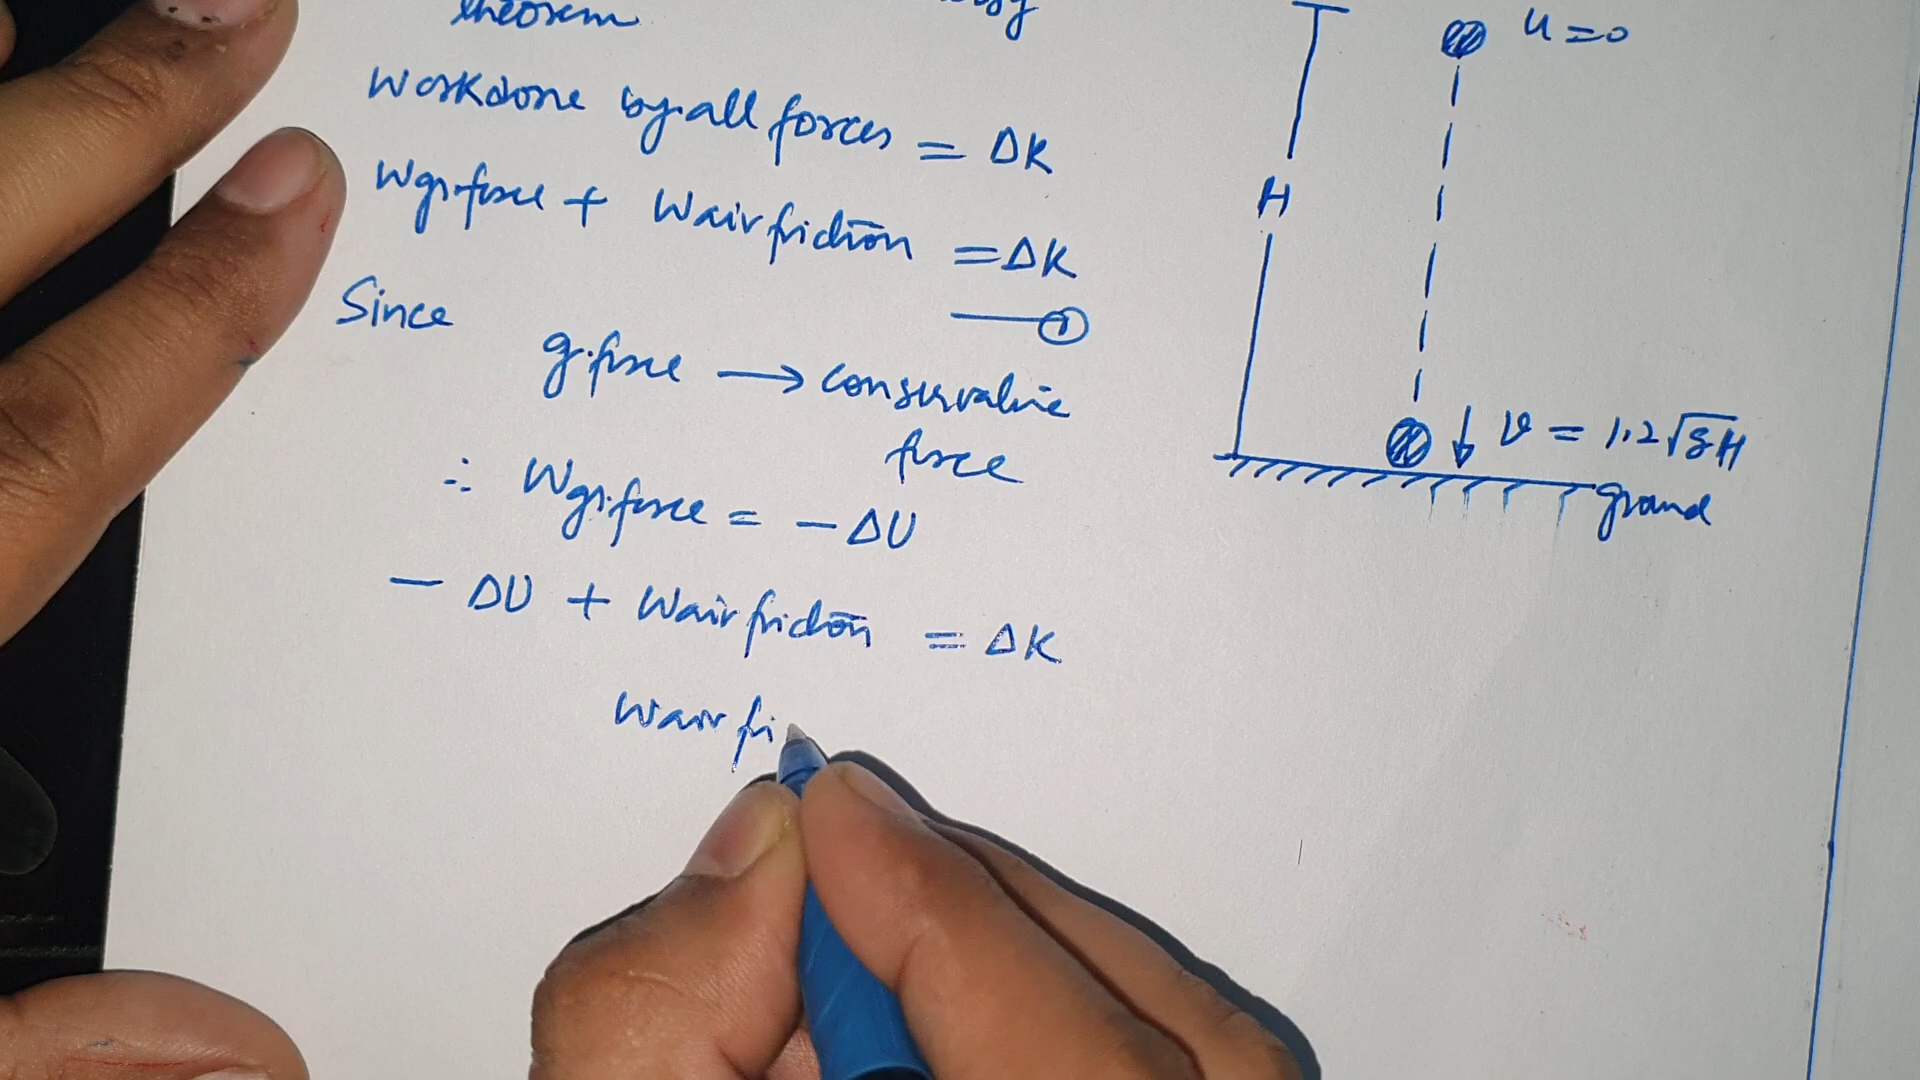 theorem
Workdone by all forces = ΔK
Wgr.force + Wair friction = ΔK
①
Since
g.force → conservative
force
∴ Wgr.force = - ΔU
- ΔU + Wair friction = ΔK
Wair fri
u = 0
H
v = 1.2√gH
ground